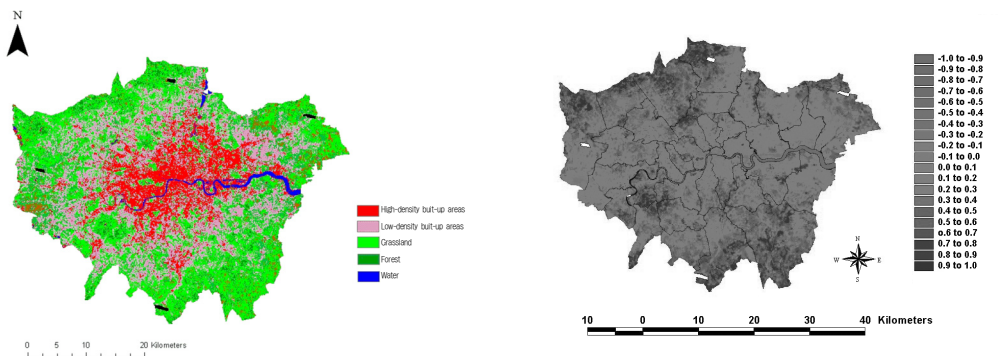 N
High-density buit-up areas
Low-density buit-up areas
Grassland
Forest
Water
0 5 10 20 Kilometers
-1.0 to -0.9
-0.9 to -0.8
-0.8 to -0.7
-0.7 to -0.6
-0.6 to -0.5
-0.5 to -0.4
-0.4 to -0.3
-0.3 to -0.2
-0.2 to -0.1
-0.1 to 0.0
0.0 to 0.1
0.1 to 0.2
0.2 to 0.3
0.3 to 0.4
0.4 to 0.5
0.5 to 0.6
0.6 to 0.7
0.7 to 0.8
0.8 to 0.9
0.9 to 1.0
N
W E
S
10 0 10 20 30 40 Kilometers